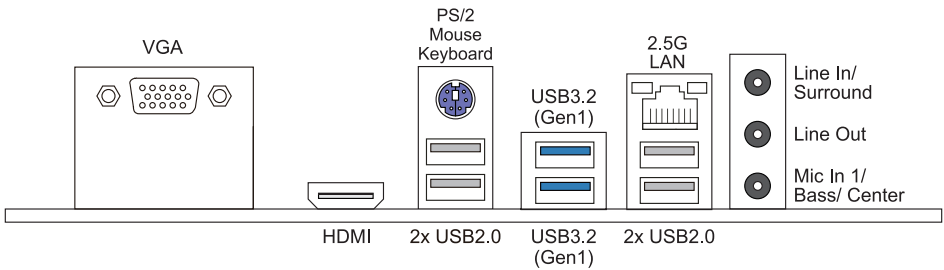 VGA
PS/2
Mouse
Keyboard
USB3.2
(Gen1)
2.5G
LAN
Line In/
Surround
Line Out
Mic In 1/
Bass/ Center
HDMI
2x USB2.0
USB3.2
(Gen1)
2x USB2.0